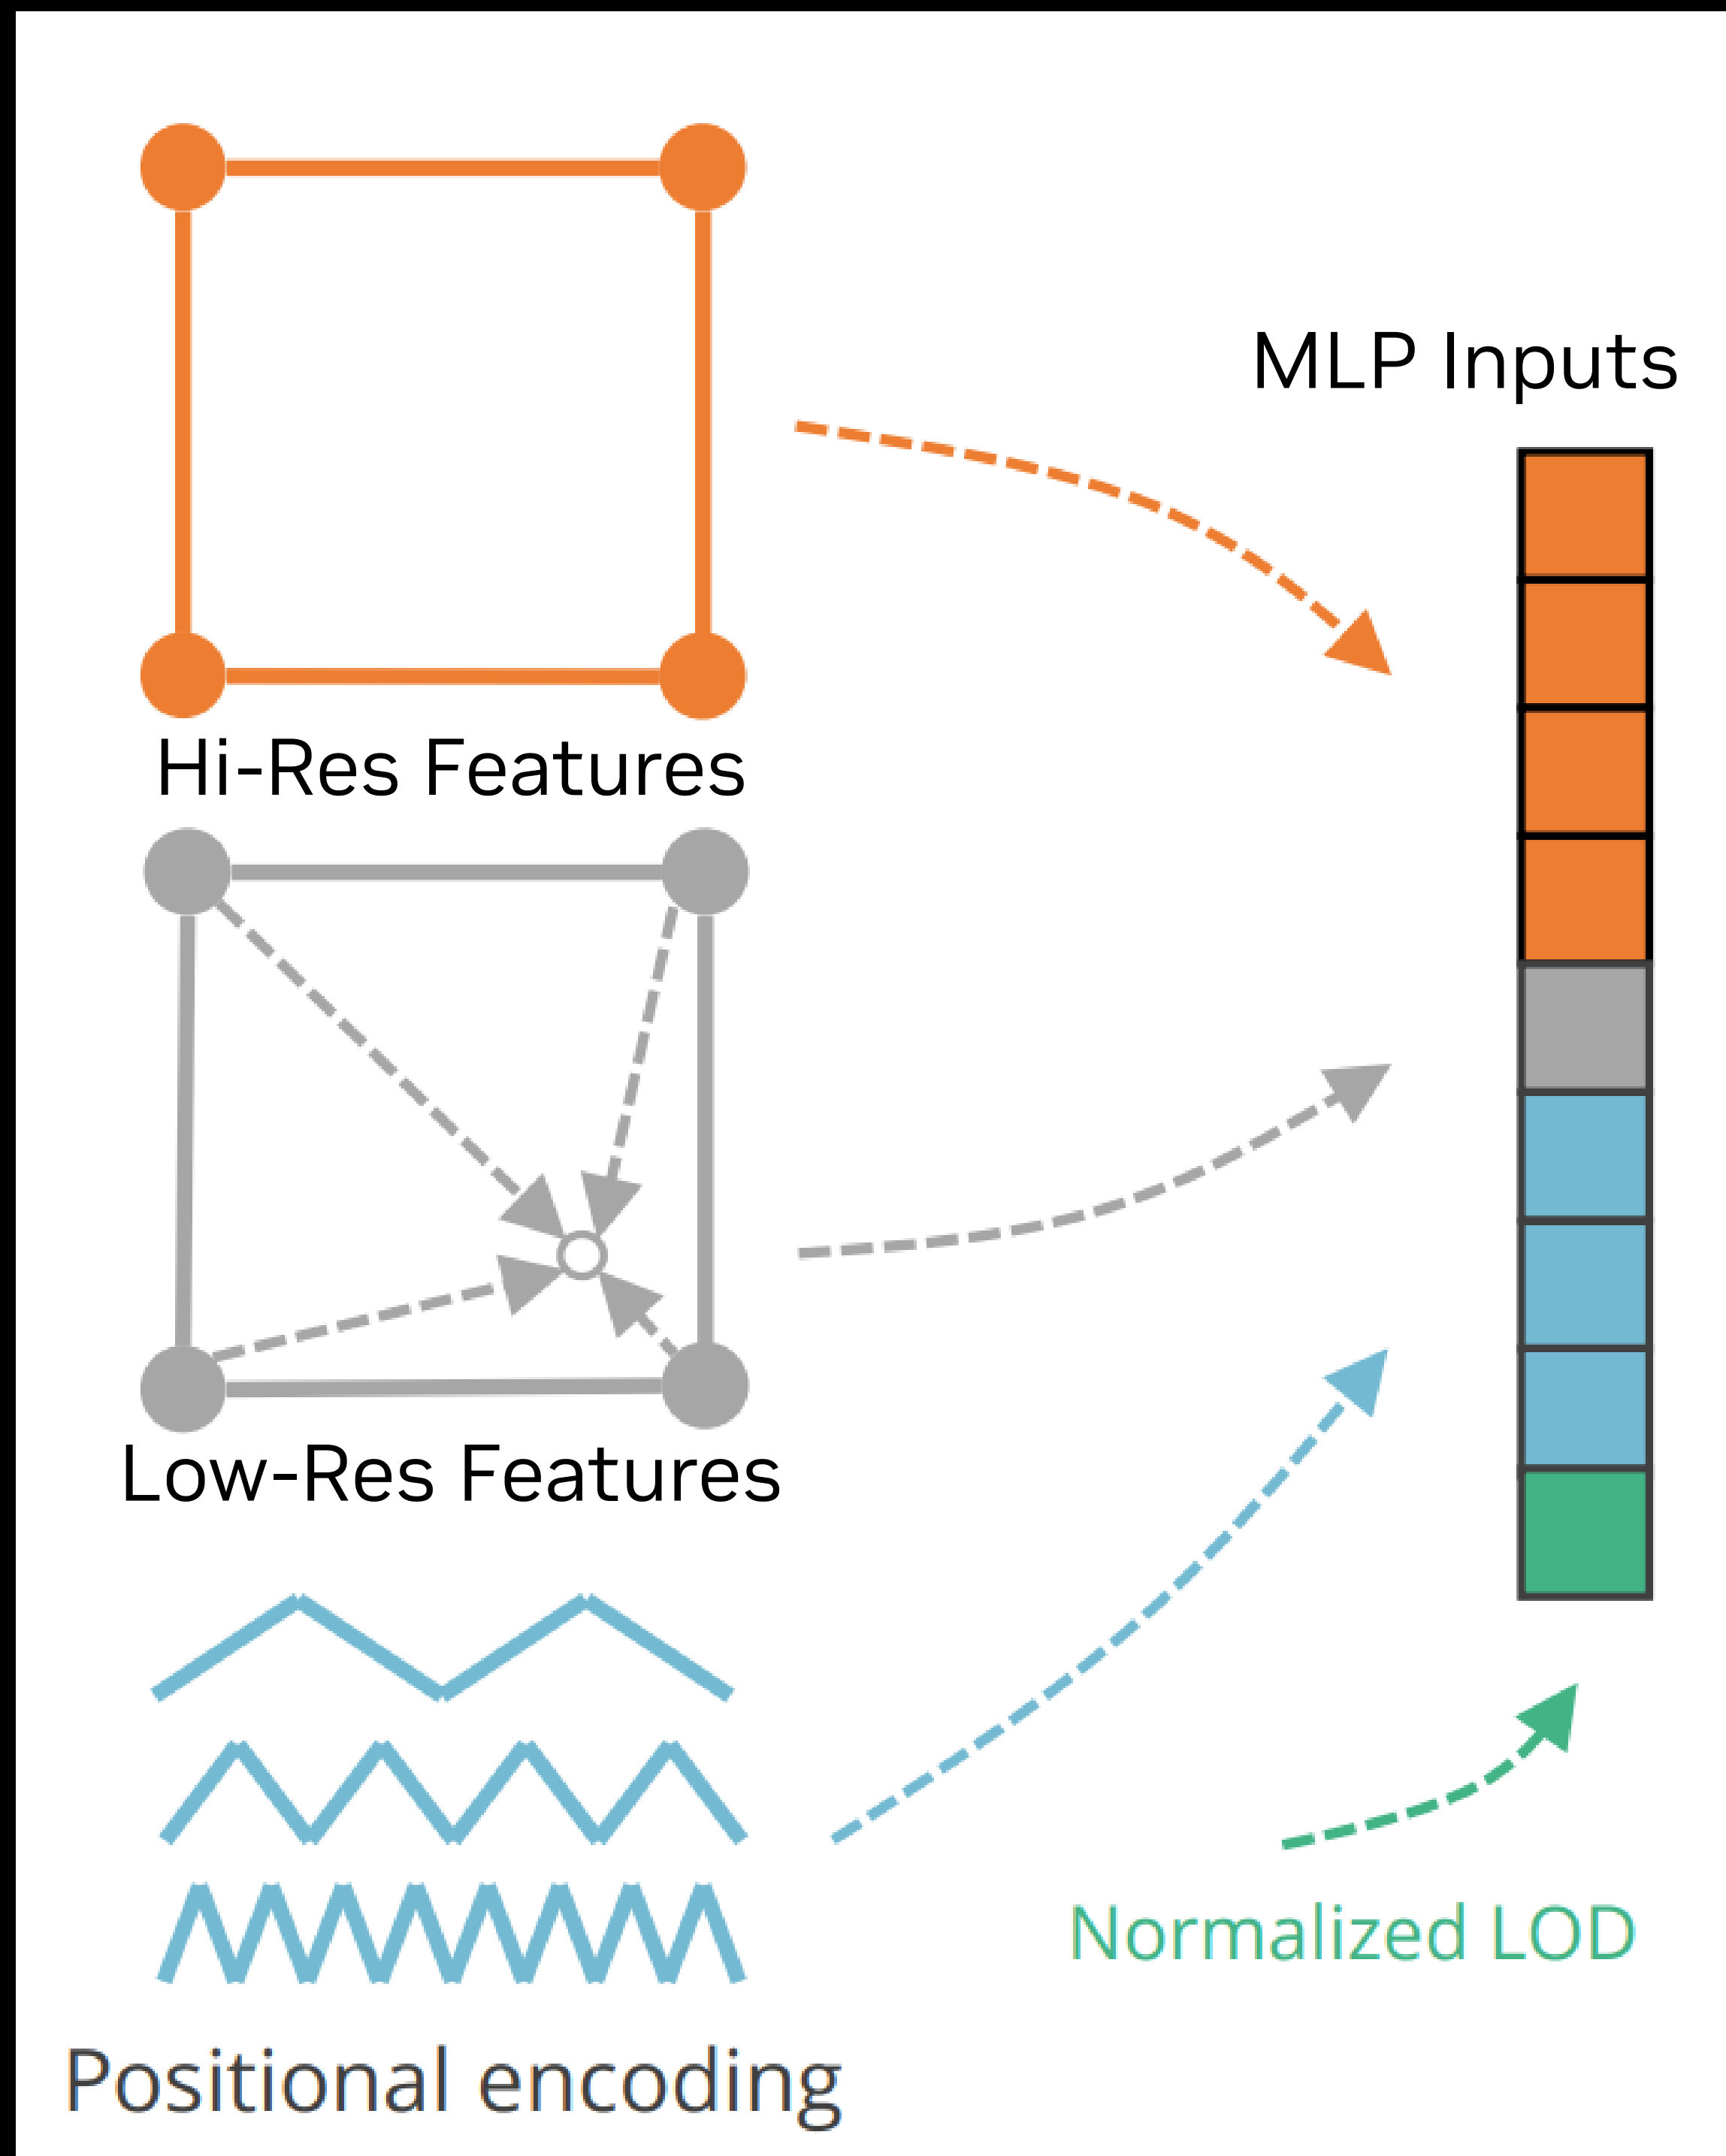 MLP Inputs
Hi-Res Features
Low-Res Features
Normalized LOD
Positional encoding